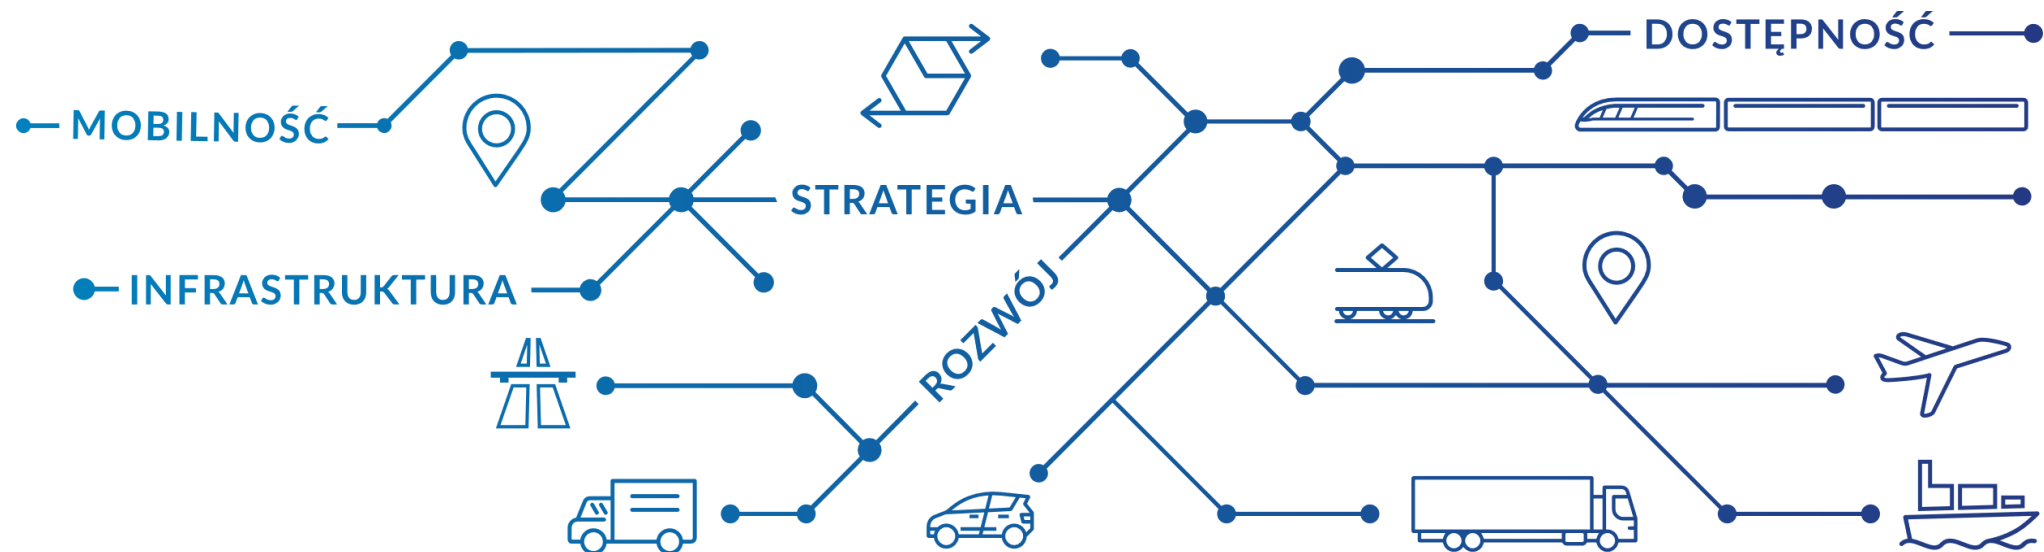 MOBILNOŚĆ
STRATEGIA
INFRASTRUKTURA
ROZWÓJ
DOSTĘPNOŚĆ